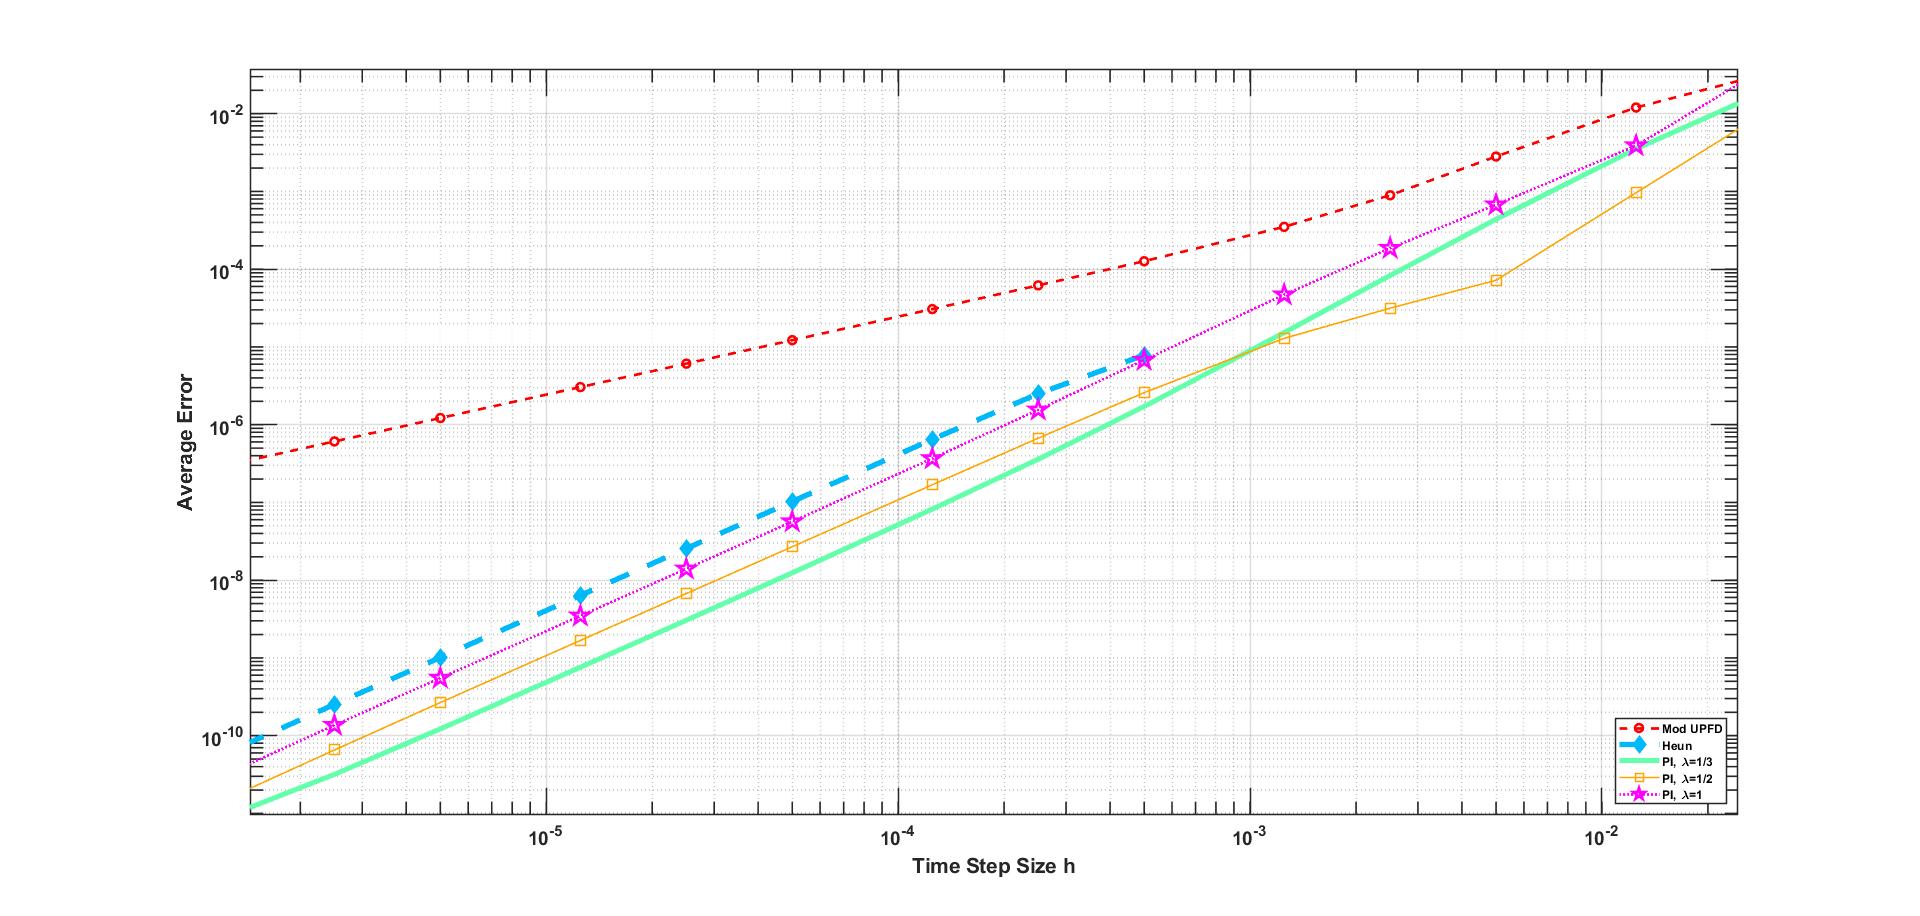 10^-2
10^-4
10^-6
10^-8
10^-10
Average Error
10^-5
10^-4
10^-3
10^-2
Time Step Size h
Mod UPFD
Heun
PI, λ=1/3
PI, λ=1/2
PI, λ=1